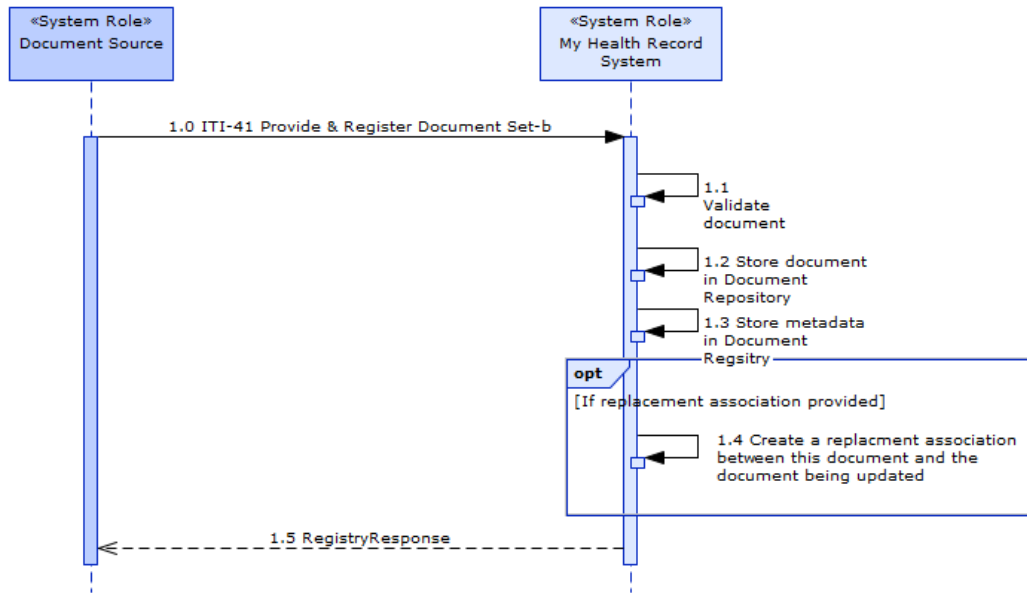 «System Role»
Document Source
«System Role»
My Health Record
System
1.0 ITI-41 Provide & Register Document Set-b
1.1
Validate
document
1.2 Store document
in Document
Repository
1.3 Store metadata
in Document
Regsitry
opt
[If replacement association provided]
1.4 Create a replacment association
between this document and the
document being updated
1.5 RegistryResponse